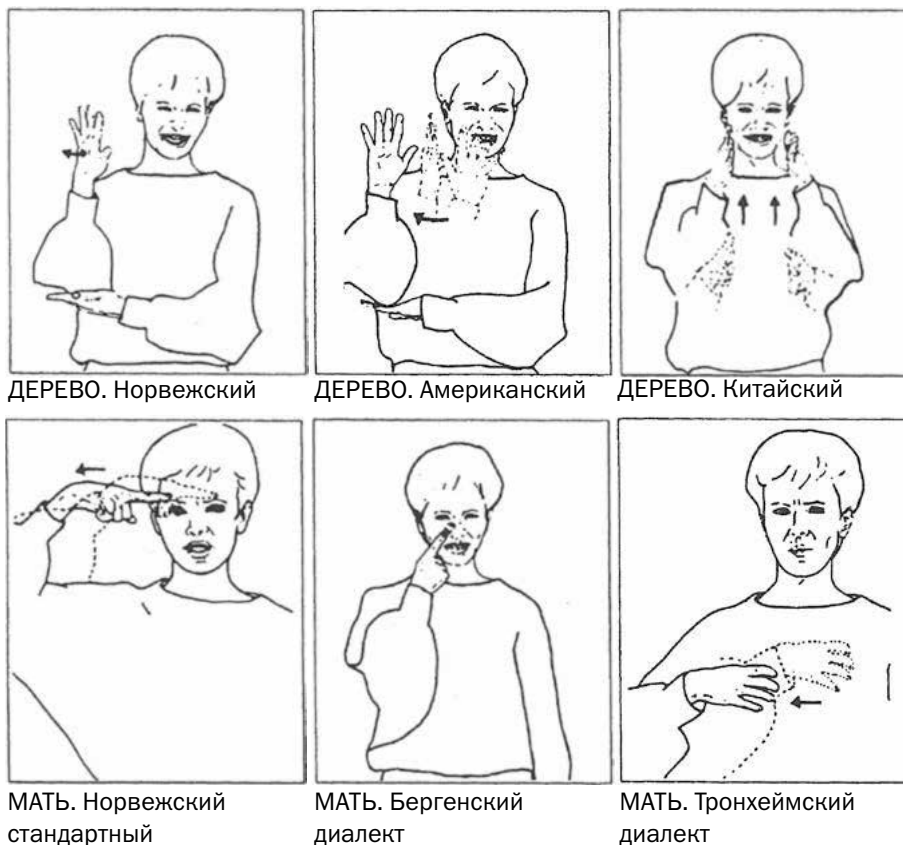 ДЕРЕВО. Норвежский
ДЕРЕВО. Американский
ДЕРЕВО. Китайский
МАТЬ. Норвежский
стандартный
МАТЬ. Бергенский
диалект
МАТЬ. Тронхеймский
диалект